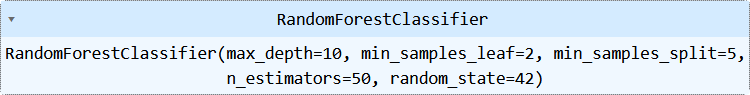 RandomForestClassifier
RandomForestClassifier(max_depth=10, min_samples_leaf=2, min_samples_split=5,
n_estimators=50, random_state=42)